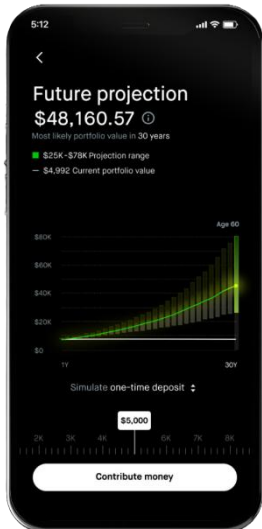 5:12
Future projection
$48,160.57
Most likely portfolio value in 30 years
$25K-$78K Projection range
$4,992 Current portfolio value
Age 60
$80K
$60K
$40K
$20K
$0
1Y 30Y
Simulate one-time deposit
$5,000
2K 3K 4K 6K 7K 8K
Contribute money